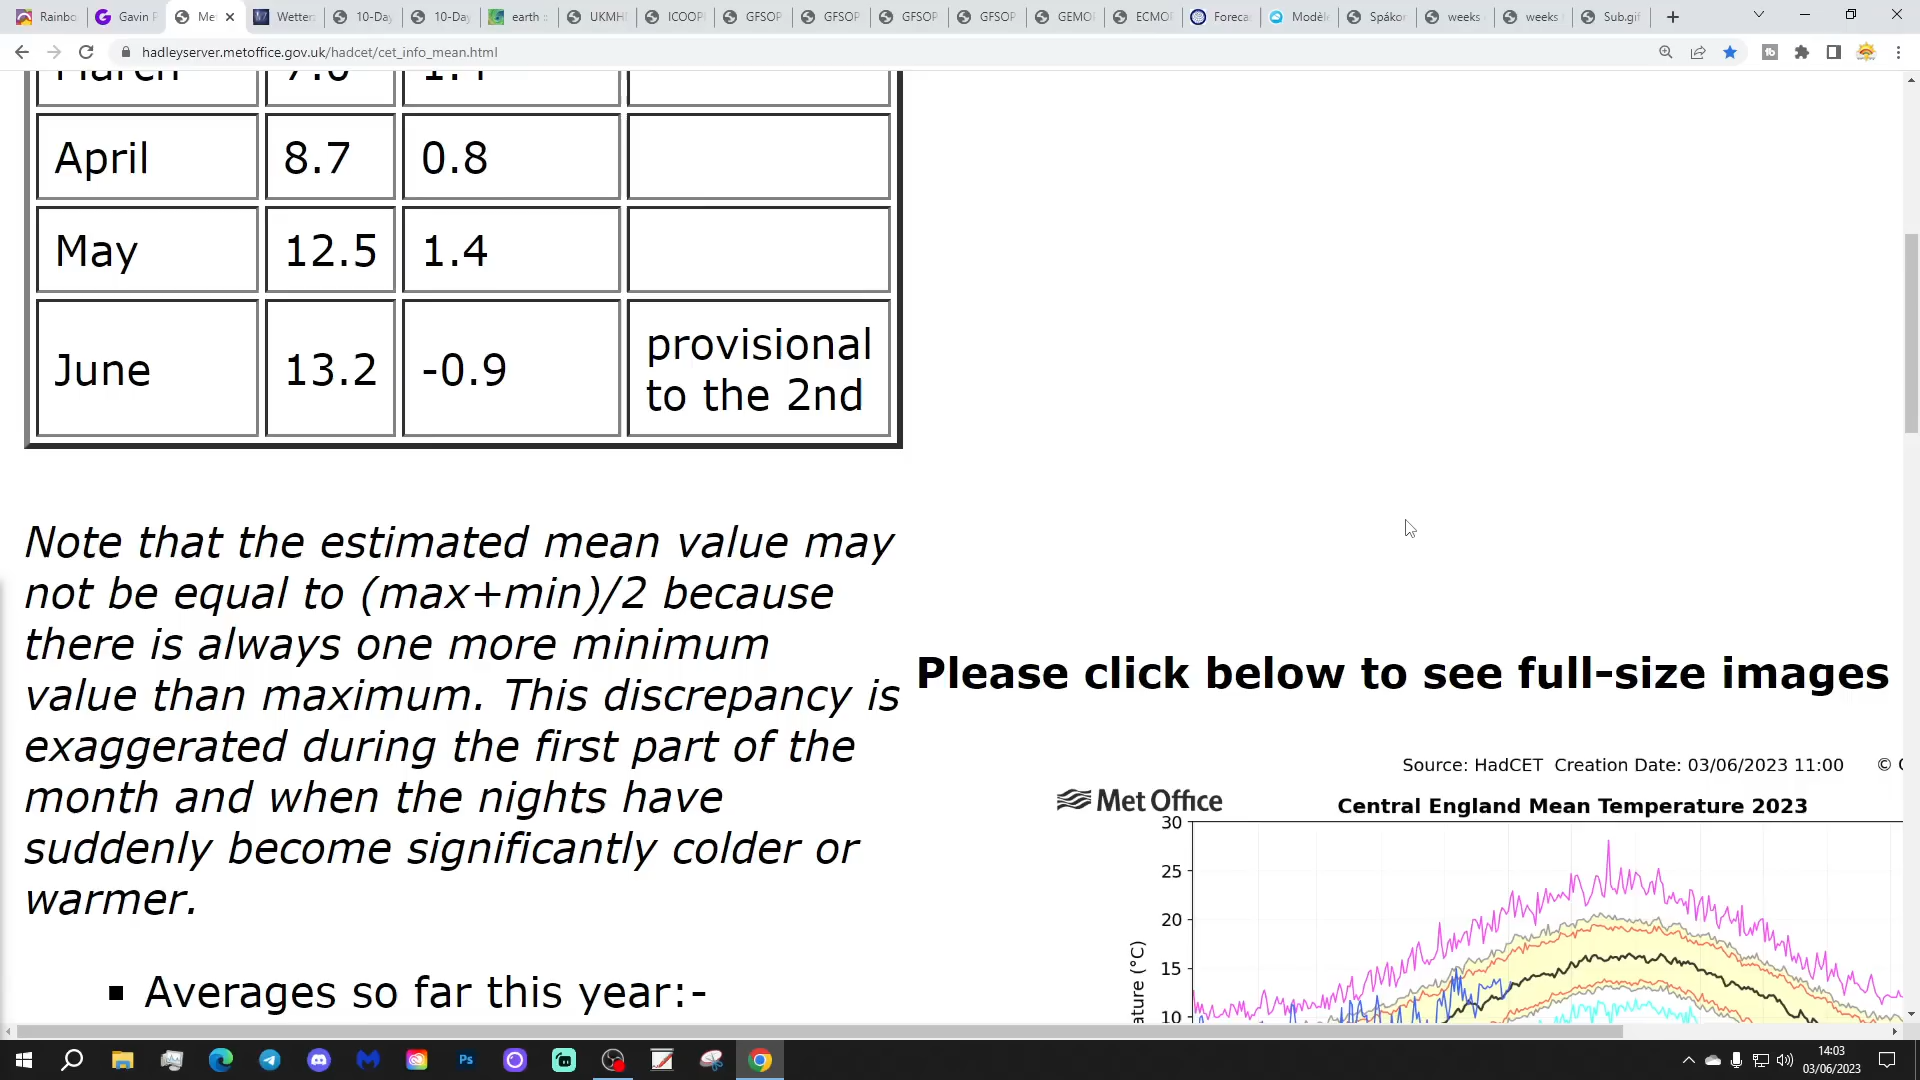 Rainbo
Gavin P
Met
Wetter
10-Day
10-Day
earth
UKMHD
ICOOP
GFSOP
GFSOP
GFSOP
GFSOP
GEMO
ECMO
Foreca
Modèle
Spákor
weeks
weeks
Sub.gif
hadleyserver.metoffice.gov.uk/hadcet/cet_info_mean.html
March
April 8.7 0.8
May 12.5 1.4
June 13.2 -0.9 provisional
to the 2nd
Note that the estimated mean value may
not be equal to (max+min)/2 because
there is always one more minimum
value than maximum. This discrepancy is
exaggerated during the first part of the
month and when the nights have
suddenly become significantly colder or
warmer.
▪ Averages so far this year:-
Please click below to see full-size images
Source: HadCET Creation Date: 03/06/2023 11:00 ©
Met Office
Central England Mean Temperature 2023
30
25
20
15
10
ature (°C)
Ps
14:03
03/06/2023